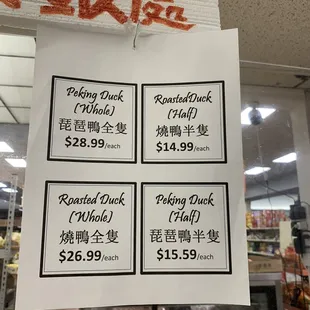 Peking Duck
(Whole)
琵琶鴨全隻
$28.99/each
Roasted Duck
(Half)
燒鴨半隻
$14.99/each
Roasted Duck
(Whole)
燒鴨全隻
$26.99/each
Peking Duck
(Half)
琵琶鴨半隻
$15.59/each